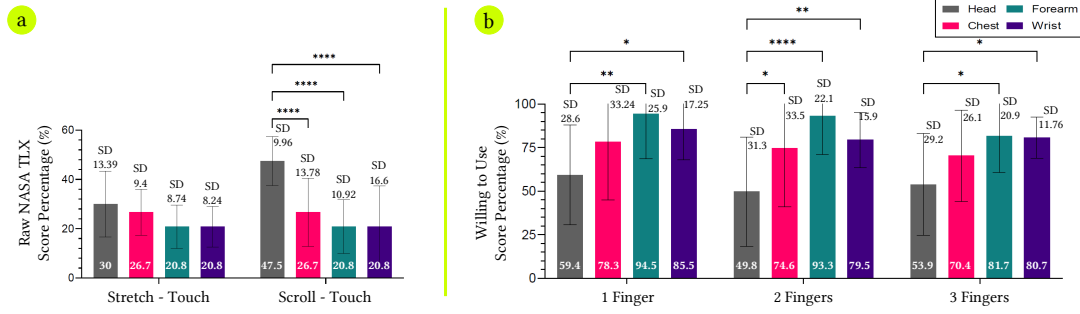 a
Raw NASA TLX
Score Percentage (%)
60
40
20
0
SD
13.39
SD
9.4
SD
8.74
SD
8.24
****
****
****
SD
9.96
SD
13.78
SD
10.92
SD
16.6
30
26.7
20.8
20.8
47.5
26.7
20.8
20.8
Stretch - Touch
Scroll - Touch
b
Head
Forearm
Chest
Wrist
Willing to Use
Score Percentage (%)
100
75
50
25
0
*
**
SD
28.6
SD
33.24
SD
25.9
SD
17.25
**
****
*
SD
31.3
SD
33.5
SD
22.1
SD
15.9
*
*
SD
29.2
SD
26.1
SD
20.9
SD
11.76
59.4
78.3
94.5
85.5
49.8
74.6
93.3
79.5
53.9
70.4
81.7
80.7
1 Finger
2 Fingers
3 Fingers